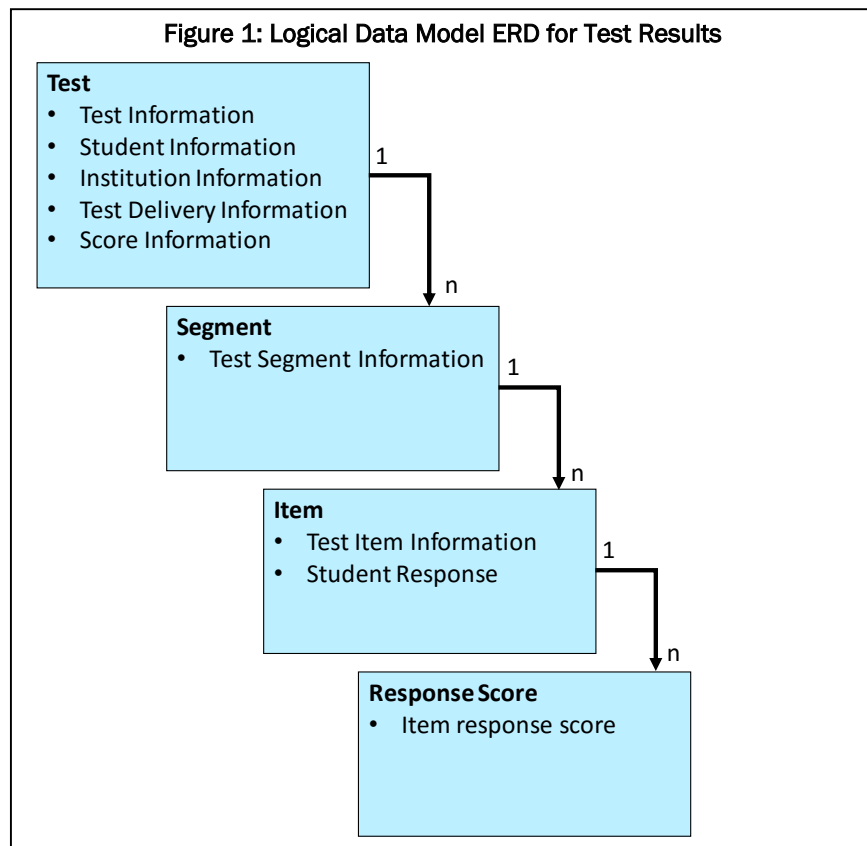 Figure 1: Logical Data Model ERD for Test Results
Test
• Test Information
• Student Information
• Institution Information
• Test Delivery Information
• Score Information
1
n
Segment
• Test Segment Information
1
n
Item
• Test Item Information
• Student Response
1
n
Response Score
• Item response score